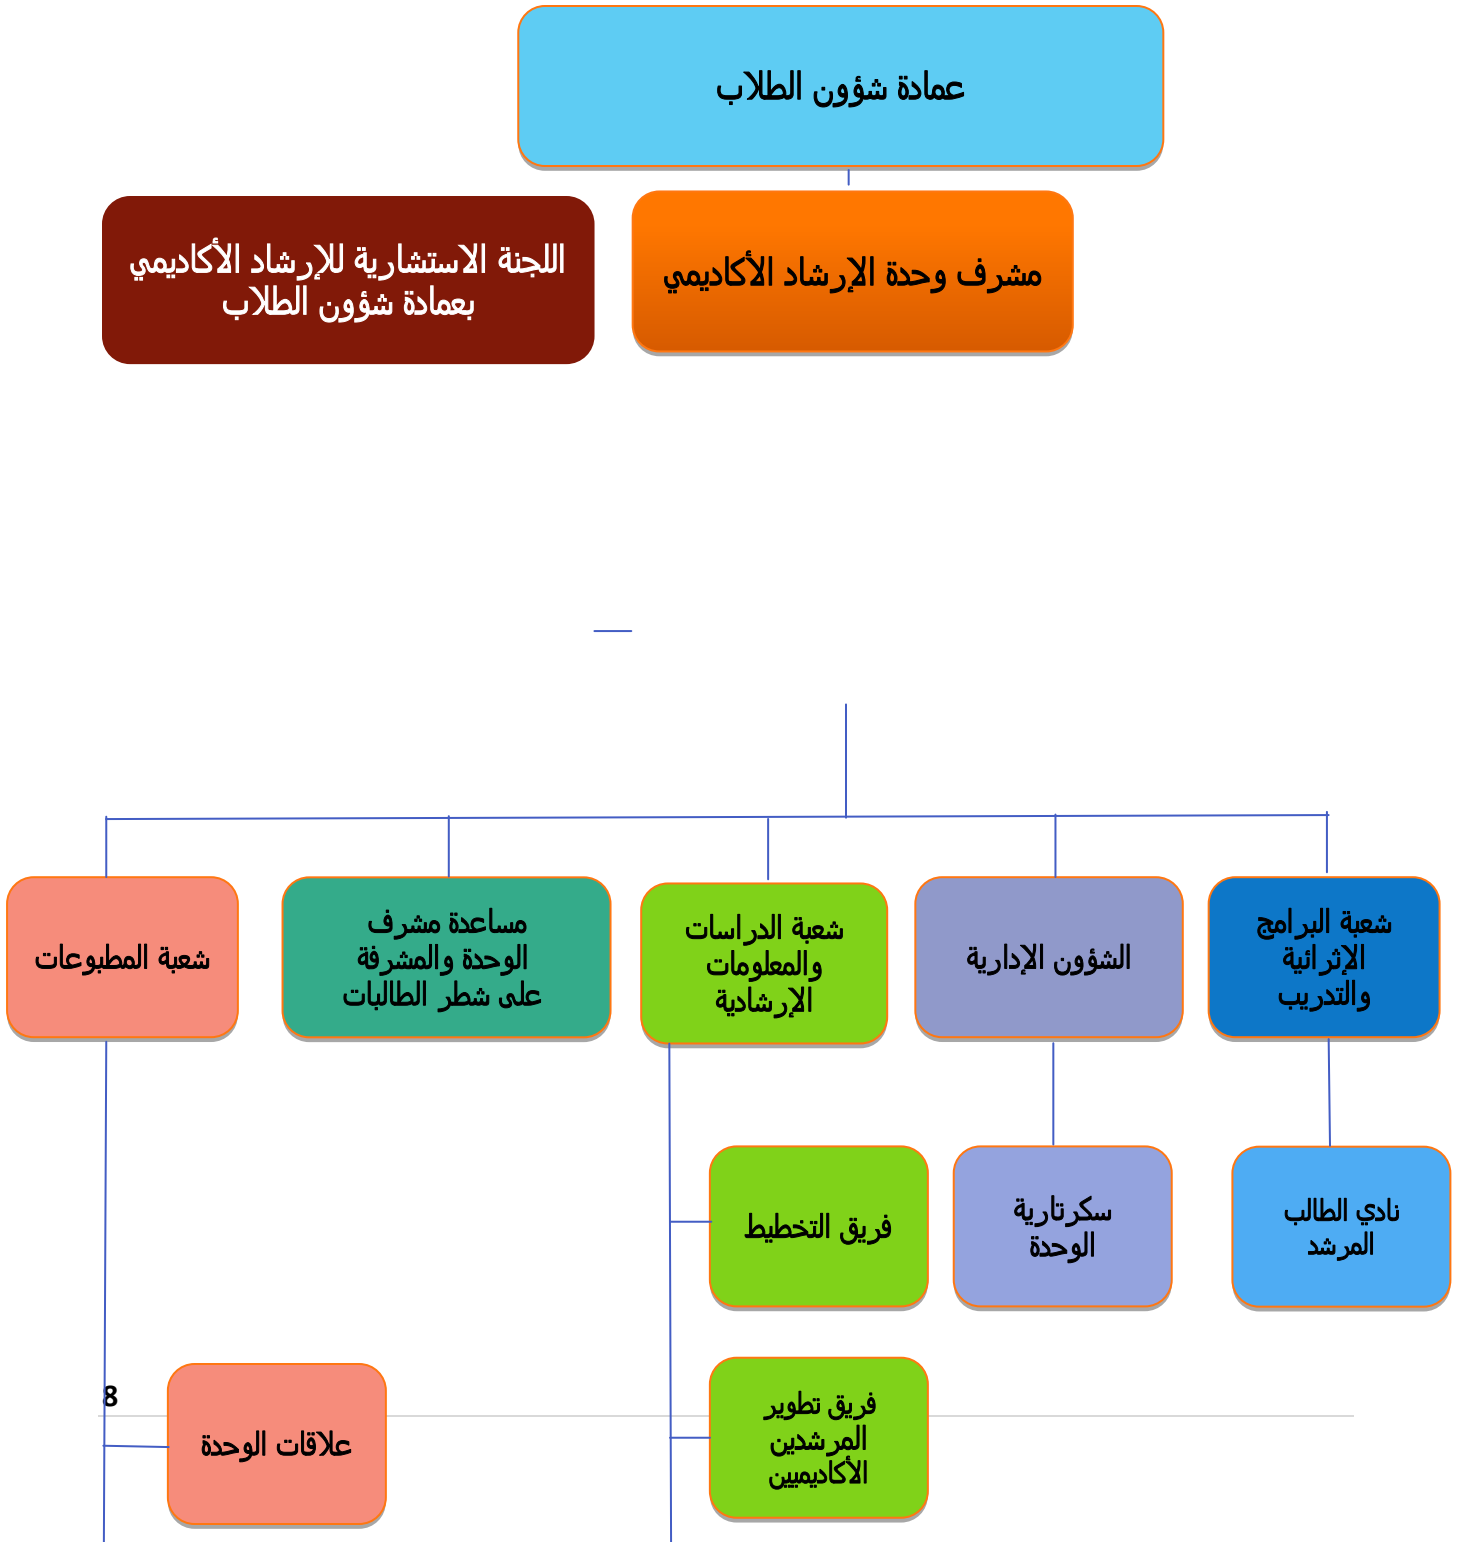 عمادة شؤون الطلاب
مشرف وحدة الإرشاد الأكاديمي
اللجنة الاستشارية للإرشاد الأكاديمي
بعمادة شؤون الطلاب
شعبة البرامج
الإثرائية
والتدريب
الشؤون الإدارية
شعبة الدراسات
والمعلومات
الإرشادية
مساعدة مشرف
الوحدة والمشرفة
على شطر الطالبات
شعبة المطبوعات
نادي الطالب
المرشد
سكرتارية
الوحدة
فريق التخطيط
فريق تطوير
المرشدين
الأكاديميين
علاقات الوحدة
8